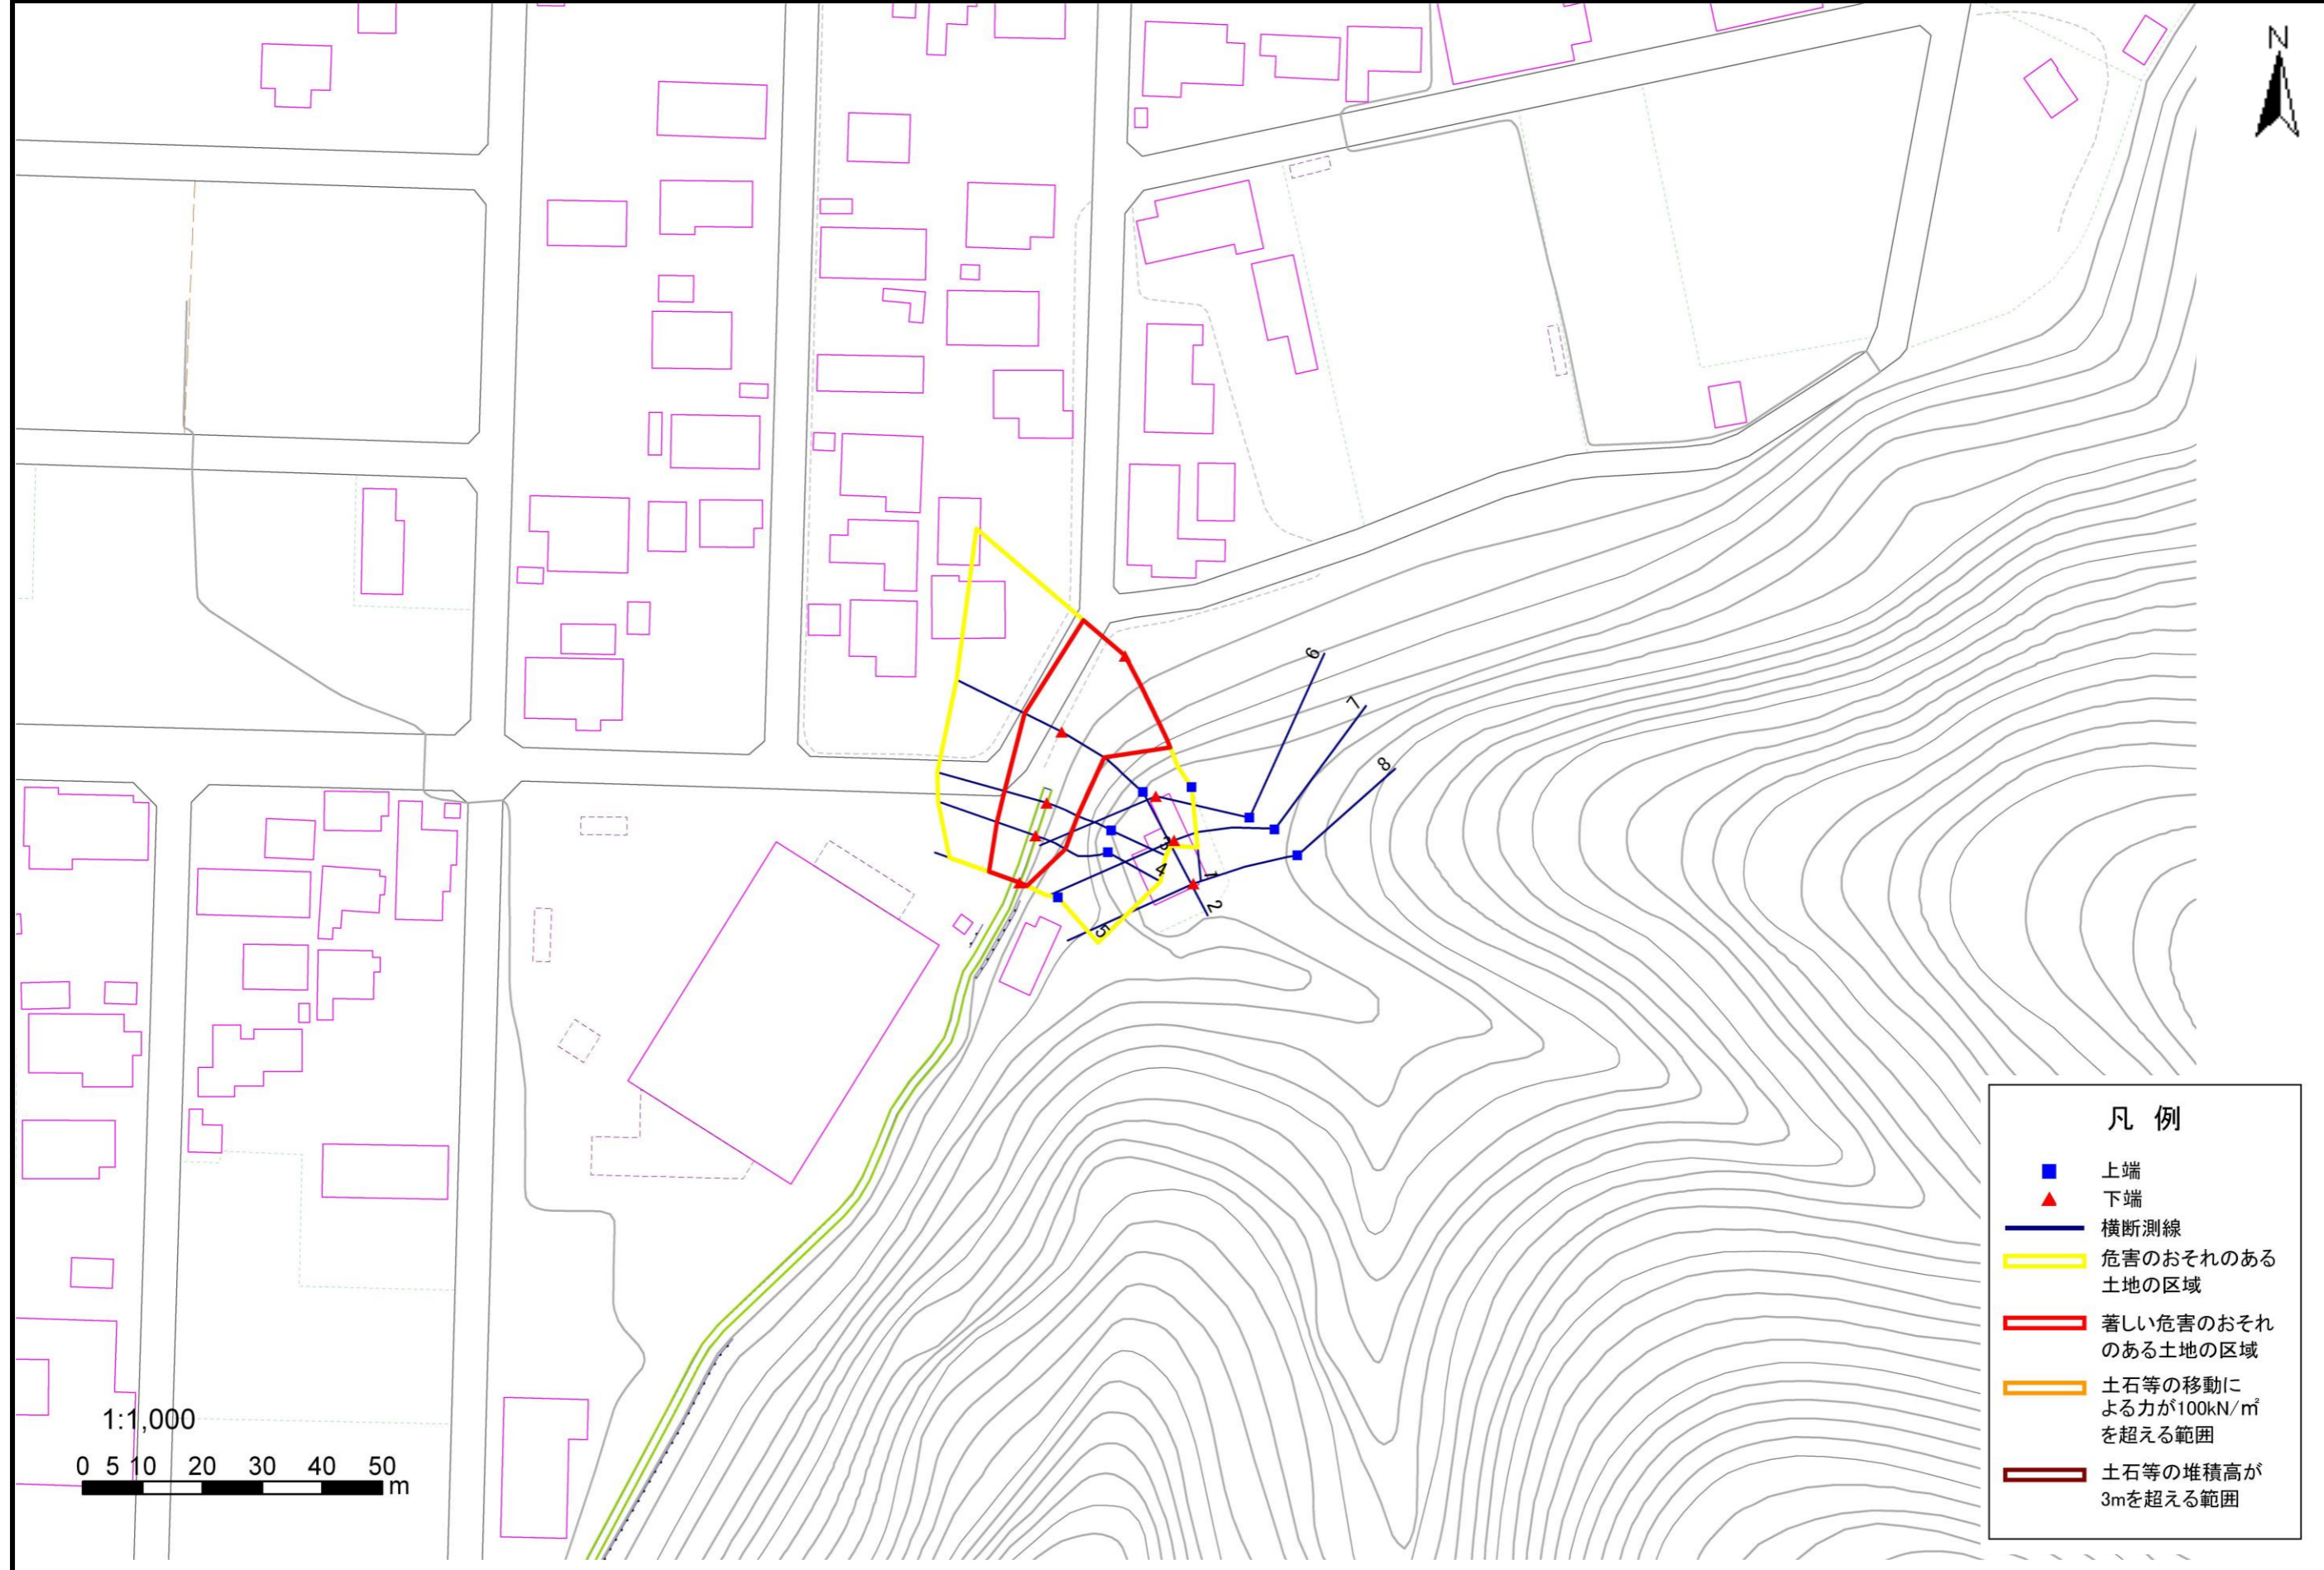 N
6
7
8
3
4
1
2
5
凡 例
上端
下端
横断測線
危害のおそれのある
土地の区域
著しい危害のおそれ
のある土地の区域
土石等の移動に
よる力が100kN/㎡
を超える範囲
土石等の堆積高が
3mを超える範囲
1:1,000
0 5 10 20 30 40 50
m